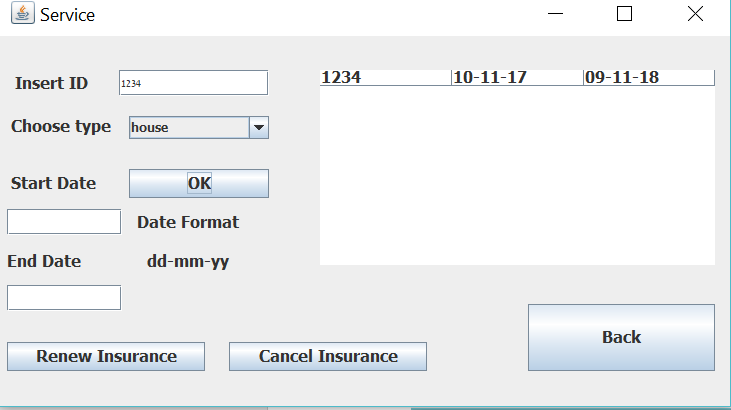 Service
Insert ID 1234
Choose type house
Start Date OK
Date Format
End Date dd-mm-yy
Renew Insurance Cancel Insurance
1234 10-11-17 09-11-18
Back